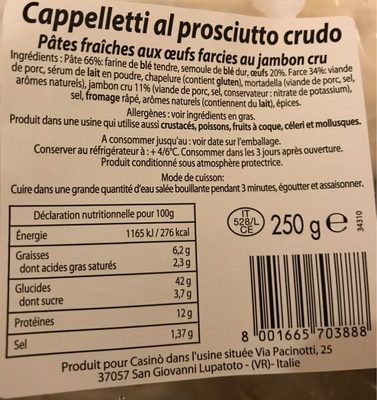 Cappelletti al prosciutto crudo
Pâtes fraîches aux œufs farcies au jambon cru
Ingrédients : Pâte 66%: farine de blé tendre, semoule de blé dur, œufs 20%. Farce 34%: viande
de porc, sérum de lait en poudre, chapelure (contient gluten), mortadella (viande de porc, sel,
arômes naturels), jambon cru 11% (viande de porc, sel, conservateur : nitrate de potassium),
sel, fromage râpé, arômes naturels (contiennent du lait), épices.
Allergènes : voir ingrédients en gras.
Produit dans une usine qui utilise aussi crustacés, poissons, fruits à coque, céleri et mollusques.
A consommer jusqu'au : voir date sur l'emballage.
Conserver au réfrigérateur à : + 4/6°C. Consommer dans les 3 jours après ouverture.
Produit conditionné sous atmosphère protectrice.
Mode de cuisson:
Cuire dans une grande quantité d'eau salée bouillante pendant 3 minutes, égoutter et assaisonner.
Déclaration nutritionnelle pour 100g
Énergie 1165 kJ / 276 kcal
Graisses 6,2 g
dont acides gras saturés 2,3 g
Glucides 42 g
dont sucre 3,7 g
Protéines 12 g
Sel 1,37 g
IT
528/L
CE
250 g e
34310
8 001665 703888
Produit pour Casinò dans l'usine située Via Pacinotti, 25
37057 San Giovanni Lupatoto - (VR)- Italie